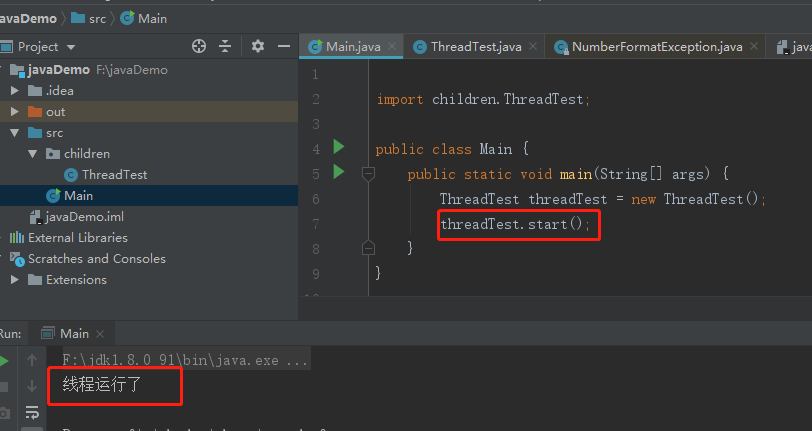 javaDemo src Main
Project
javaDemo F:\javaDemo
.idea
out
src
children
ThreadTest
Main
javaDemo.iml
External Libraries
Scratches and Consoles
Extensions
Main.java ThreadTest.java NumberFormatException.java java
1
2 import children.ThreadTest;
3
4 public class Main {
5 public static void main(String[] args) {
6 ThreadTest threadTest = new ThreadTest();
7 threadTest.start();
8 }
9 }
Run: Main
F:\jdk1.8.0_91\bin\java.exe ...
线程运行了